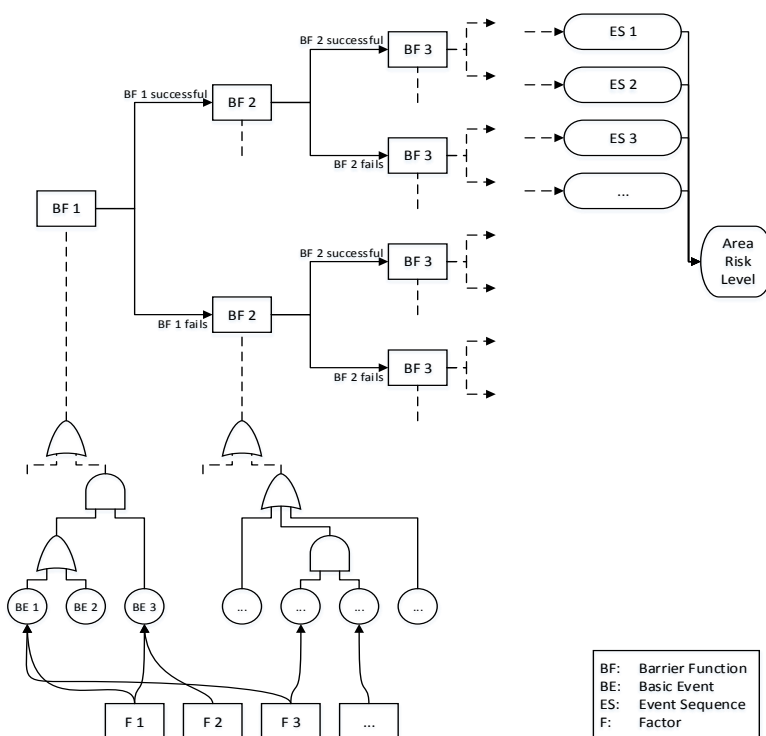 BF 2 successful
BF 3
ES 1
BF 1 successful
BF 2
ES 2
BF 2 fails
BF 3
ES 3
...
BF 1
BF 2 successful
BF 3
Area
Risk
Level
BF 1 fails
BF 2
BF 2 fails
BF 3
BE 1
BE 2
BE 3
...
...
...
...
F 1
F 2
F 3
...
BF: Barrier Function
BE: Basic Event
ES: Event Sequence
F: Factor